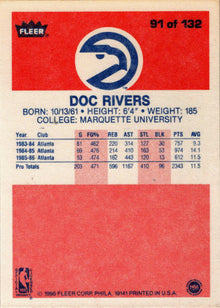 FLEER
91 of 132
DOC RIVERS
BORN: 10/13/61 • HEIGHT: 6'4" • WEIGHT: 185
COLLEGE: MARQUETTE UNIVERSITY
Year Club G FG% REB AST STL BLK PTS AVG
1983-84 Atlanta 81 .462 220 314 127 30 757 9.3
1984-85 Atlanta 69 .476 214 410 163 53 974 14.1
1985-86 Atlanta 53 .474 162 443 120 13 612 11.5
Pro Totals 203 .471 596 1167 410 96 2343 11.5
© 1986 FLEER CORP. PHILA. 19141 PRINTED IN U.S.A.